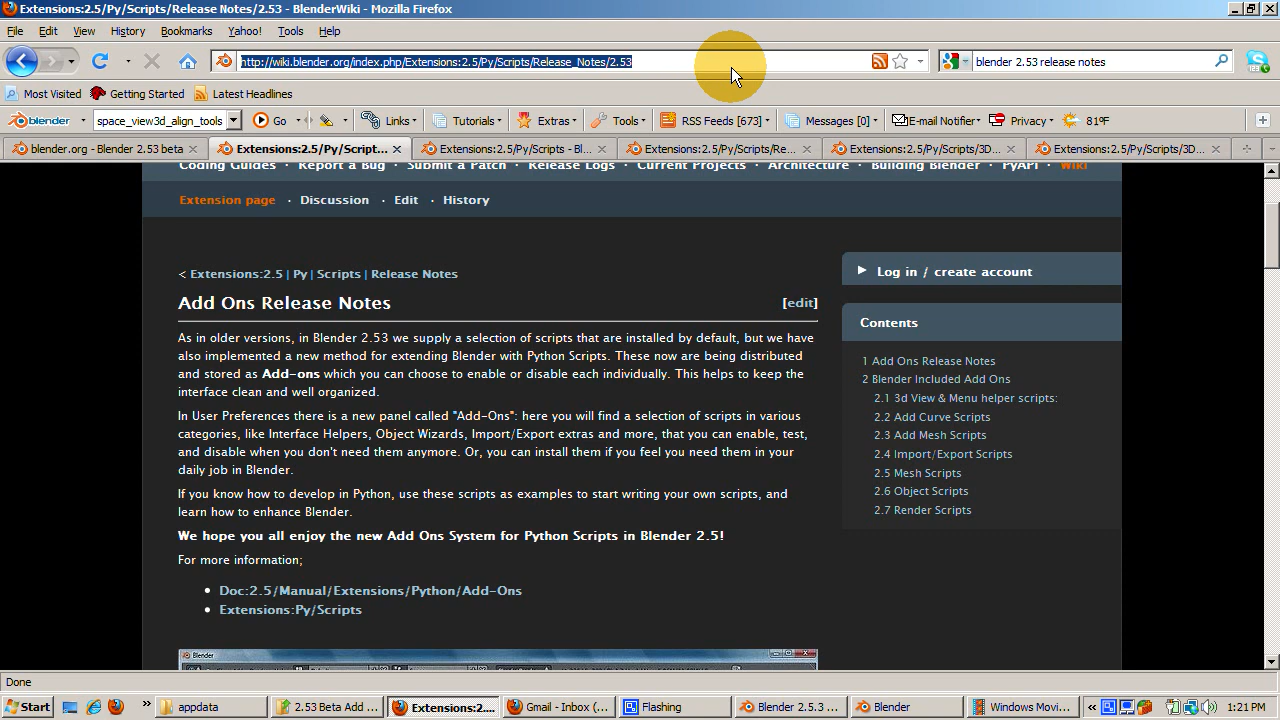 Extensions:2.5/Py/Scripts/Release Notes/2.53 - BlenderWiki - Mozilla Firefox
File Edit View History Bookmarks Yahoo! Tools Help
http://wiki.blender.org/index.php/Extensions:2.5/Py/Scripts/Release_Notes/2.53
blender 2.53 release notes
Most Visited Getting Started Latest Headlines
blender space_view3d_align_tools Go Links Tutorials Extras Tools RSS Feeds [673] Messages [0] E-mail Notifier Privacy 81°F
blender.org - Blender 2.53 beta Extensions:2.5/Py/Script... Extensions:2.5/Py/Scripts - Bl... Extensions:2.5/Py/Scripts/Re... Extensions:2.5/Py/Scripts/3D... Extensions:2.5/Py/Scripts/3D...
Coding Guides · Report a Bug · Submit a Patch · Release Logs · Current Projects · Architecture · Building Blender · PyAPI · Wiki
Extension page · Discussion · Edit · History
< Extensions:2.5 | Py | Scripts | Release Notes
Add Ons Release Notes
[edit]
As in older versions, in Blender 2.53 we supply a selection of scripts that are installed by default, but we have
also implemented a new method for extending Blender with Python Scripts. These now are being distributed
and stored as Add-ons which you can choose to enable or disable each individually. This helps to keep the
interface clean and well organized.
In User Preferences there is a new panel called "Add-Ons": here you will find a selection of scripts in various
categories, like Interface Helpers, Object Wizards, Import/Export extras and more, that you can enable, test,
and disable when you don't need them anymore. Or, you can install them if you feel you need them in your
daily job in Blender.
If you know how to develop in Python, use these scripts as examples to start writing your own scripts, and
learn how to enhance Blender.
We hope you all enjoy the new Add Ons System for Python Scripts in Blender 2.5!
For more information;
• Doc:2.5/Manual/Extensions/Python/Add-Ons
• Extensions:Py/Scripts
Blender
Log in / create account
Contents
1 Add Ons Release Notes
2 Blender Included Add Ons
2.1 3d View & Menu helper scripts:
2.2 Add Curve Scripts
2.3 Add Mesh Scripts
2.4 Import/Export Scripts
2.5 Mesh Scripts
2.6 Object Scripts
2.7 Render Scripts
Done
Start appdata 2.53 Beta Add ... Extensions:2.... Gmail - Inbox (... Flashing Blender 2.5.3 ... Blender Windows Movi... 1:21 PM